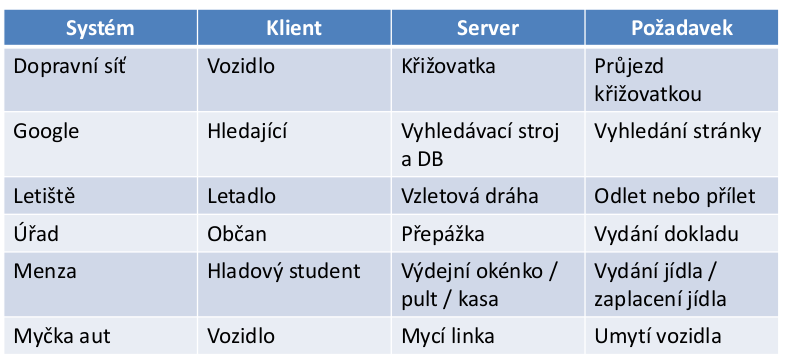 Systém Klient Server Požadavek
Dopravní síť Vozidlo Křižovatka Průjezd
křižovatkou
Google Hledající Vyhledávací stroj Vyhledání stránky
a DB
Letiště Letadlo Vzletová dráha Odlet nebo přílet
Úřad Občan Přepážka Vydání dokladu
Menza Hladový student Výdejní okénko / Vydání jídla /
pult / kasa zaplacení jídla
Myčka aut Vozidlo Mycí linka Umytí vozidla